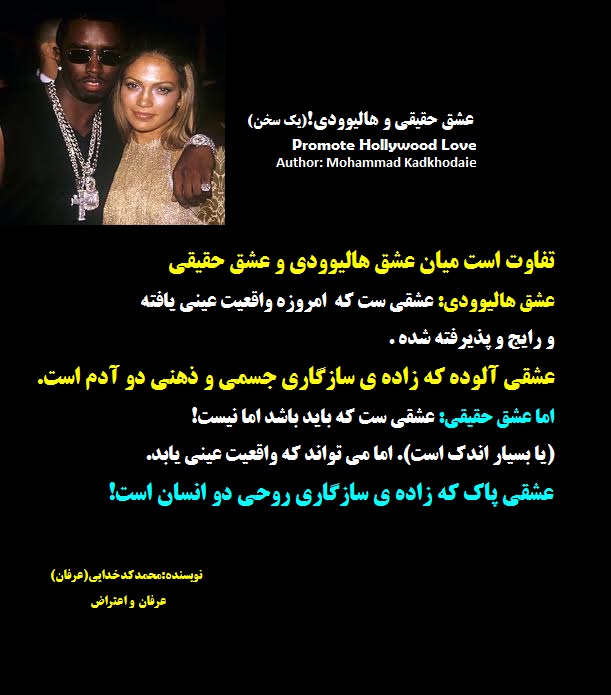 عشق حقیقی و هالیوودی!(یک سخن)
Promote Hollywood Love
Author: Mohammad Kadkhodaie
تفاوت است میان عشق هالیوودی و عشق حقیقی
عشق هالیوودی: عشقی ست که امروزه واقعیت عینی یافته
و رایج و پذیرفته شده .
عشقی آلوده که زاده ی سازگاری جسمی و ذهنی دو آدم است.
اما عشق حقیقی: عشقی ست که باید باشد اما نیست!
(یا بسیار اندک است). اما می تواند که واقعیت عینی یابد.
عشقی پاک که زاده ی سازگاری روحی دو انسان است!
نویسنده:محمدکدخدایی(عرفان)
عرفان و اعتراض